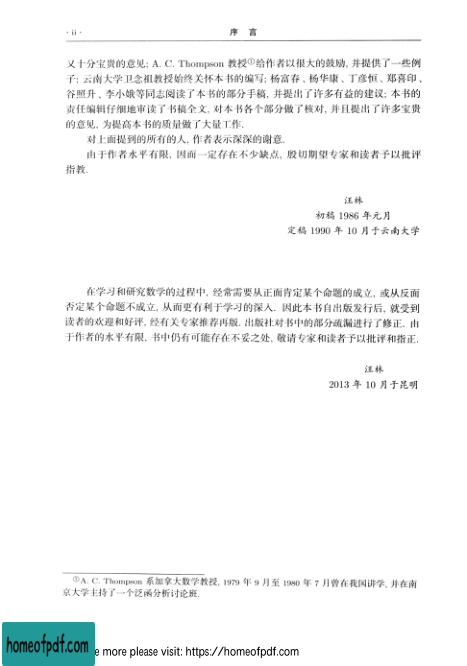 · ii ·
序 言
又十分宝贵的意见; A. C. Thompson 教授①给作者以很大的鼓励, 并提供了一些例
子; 云南大学卫念祖教授始终关怀本书的编写; 杨富春、杨华康、丁彦恒、郑喜印、
谷照升、李小娥等同志阅读了本书的部分手稿, 并提出了许多有益的建议; 本书的
责任编辑仔细地审读了书稿全文, 对本书各个部分做了核对, 并且提出了许多宝贵
的意见, 为提高本书的质量做了大量工作.
对上面提到的所有的人, 作者表示深深的谢意.
由于作者水平有限, 因而一定存在不少缺点, 殷切期望专家和读者予以批评
指教.
汪林
初稿 1986 年元月
定稿 1990 年 10 月于云南大学
在学习和研究数学的过程中, 经常需要从正面肯定某个命题的成立, 或从反面
否定某个命题不成立, 从而更有利于学习的深入. 因此本书自出版发行后, 就受到
读者的欢迎和好评, 经有关专家推荐再版. 出版社对书中的部分疏漏进行了修正. 由
于作者的水平有限, 书中仍有可能存在不妥之处, 敬请专家和读者予以批评和指正.
汪林
2013 年 10 月于昆明
①A. C. Thompson 系加拿大数学教授, 1979 年 9 月至 1980 年 7 月曾在我国讲学, 并在南
京大学主持了一个泛函分析讨论班.
homeofpdf.com
e more please visit: https://homeofpdf.com